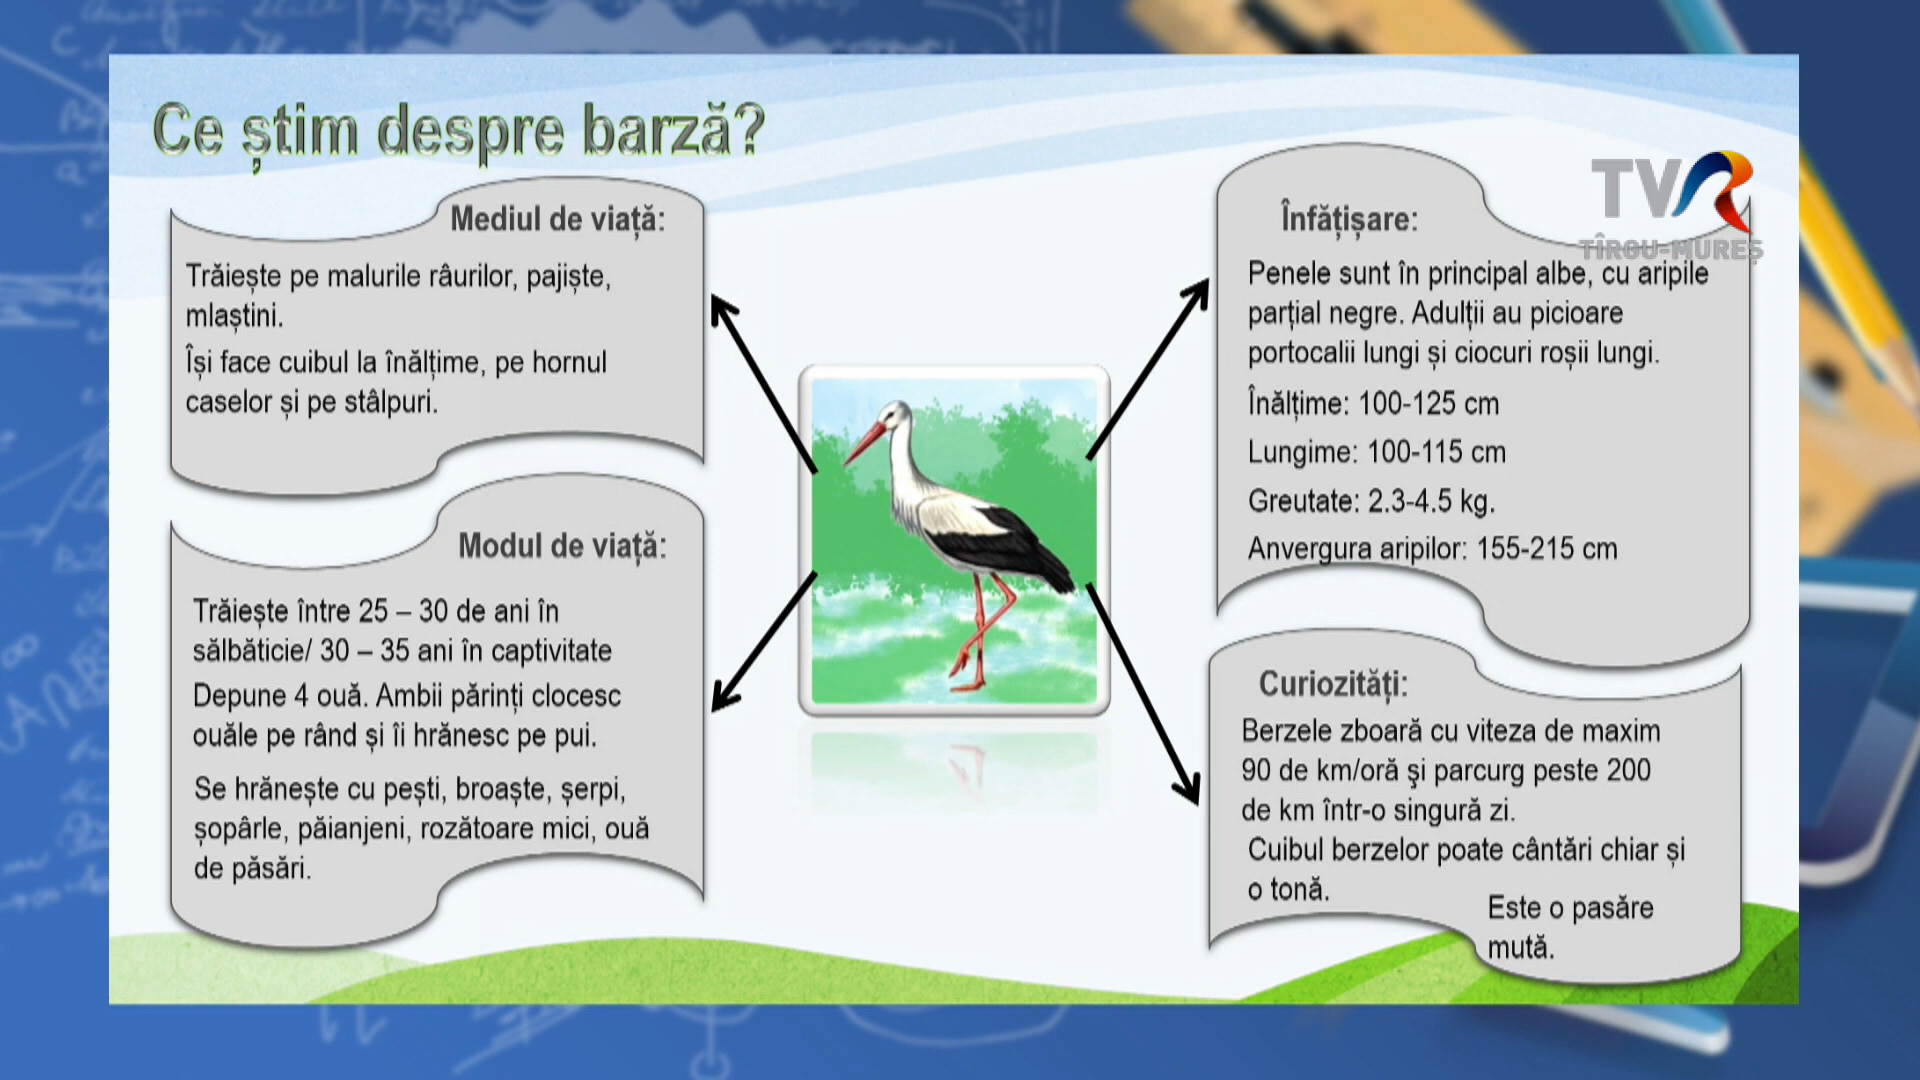 Ce știm despre barză?
Mediul de viață:
Trăiește pe malurile râurilor, pajiște,
mlaștini.
Își face cuibul la înălțime, pe hornul
caselor și pe stâlpuri.
Modul de viață:
Trăiește între 25 – 30 de ani în
sălbăticie/ 30 – 35 ani în captivitate
Depune 4 ouă. Ambii părinți clocesc
ouăle pe rând și îi hrănesc pe pui.
Se hrănește cu pești, broaște, șerpi,
șopârle, păianjeni, rozătoare mici, ouă
de păsări.
TVR
TÎRGU-MUREȘ
Înfățișare:
Penele sunt în principal albe, cu aripile
parțial negre. Adulții au picioare
portocalii lungi și ciocuri roșii lungi.
Înălțime: 100-125 cm
Lungime: 100-115 cm
Greutate: 2.3-4.5 kg.
Anvergura aripilor: 155-215 cm
Curiozități:
Berzele zboară cu viteza de maxim
90 de km/oră şi parcurg peste 200
de km într-o singură zi.
Cuibul berzelor poate cântări chiar și
o tonă.
Este o pasăre
mută.